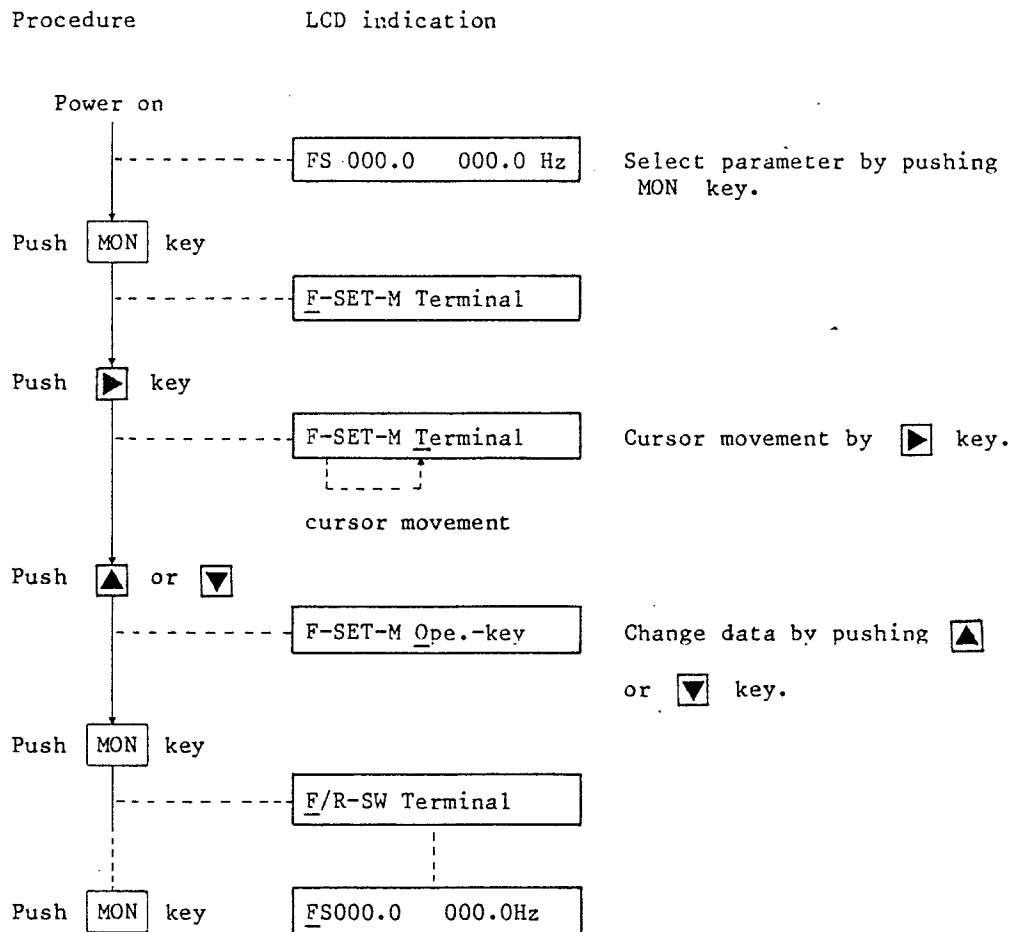 Procedure LCD indication
Power on
FS 000.0 000.0 Hz Select parameter by pushing
MON key.
Push MON key
F-SET-M Terminal
Push ▶ key
F-SET-M Terminal Cursor movement by ▶ key.
cursor movement
Push ▲ or ▼
F-SET-M Ope.-key Change data by pushing ▲
or ▼ key.
Push MON key
F/R-SW Terminal
Push MON key FS000.0 000.0Hz